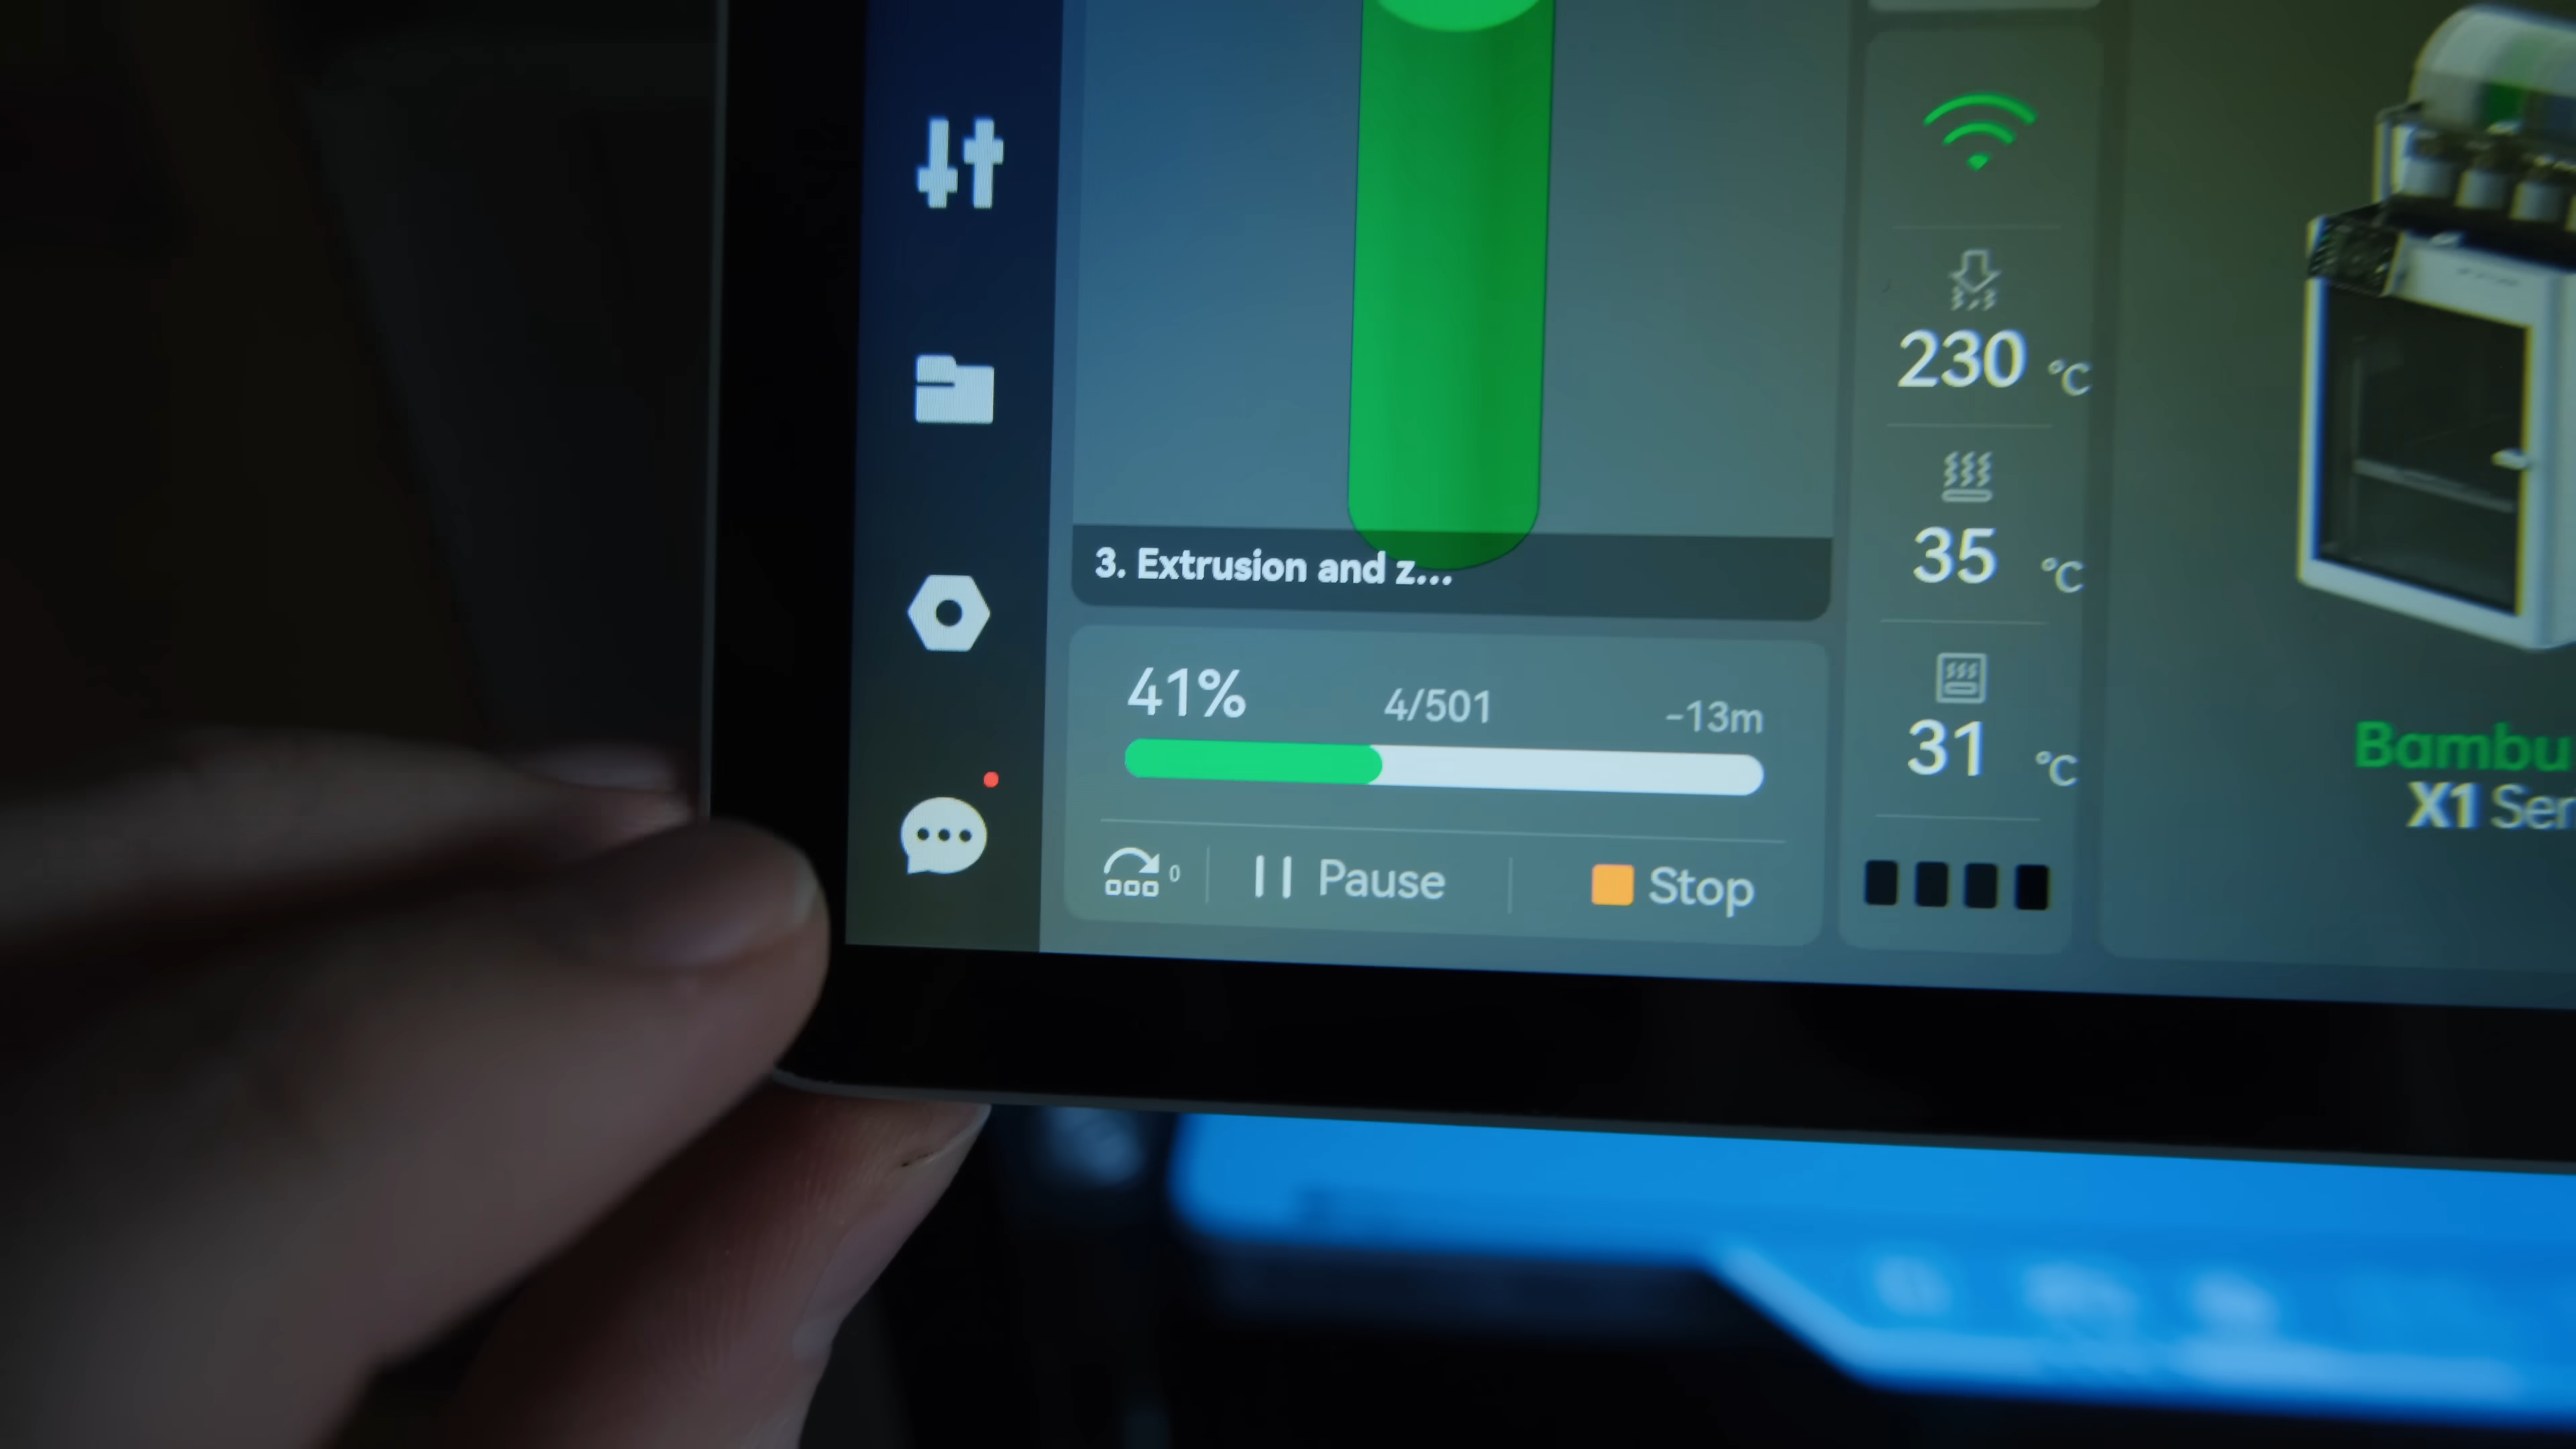 230 °C
35 °C
3. Extrusion and z...
41% 4/501 -13m
31 °C
Bambu
X1 Ser
0 Pause Stop